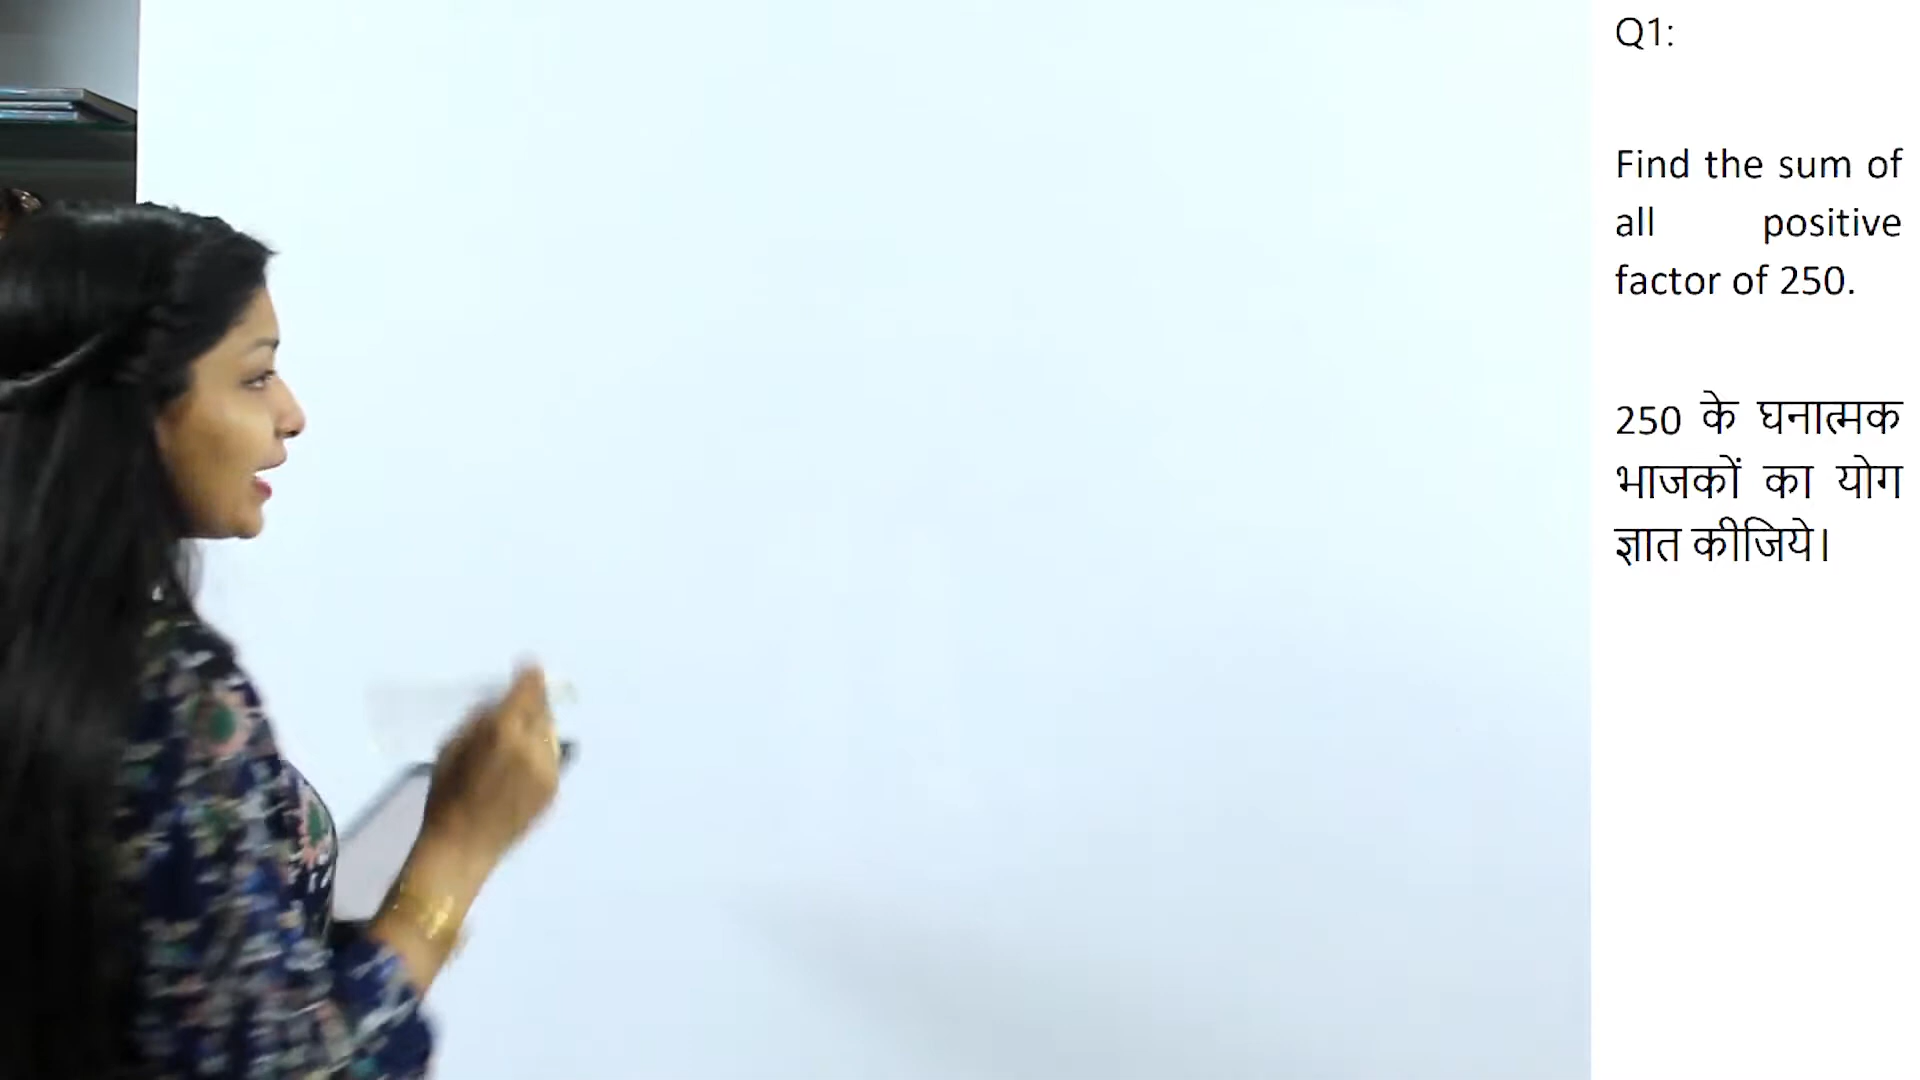 Q1:
Find the sum of
all positive
factor of 250.
250 के घनात्मक
भाजकों का योग
ज्ञात कीजिये।